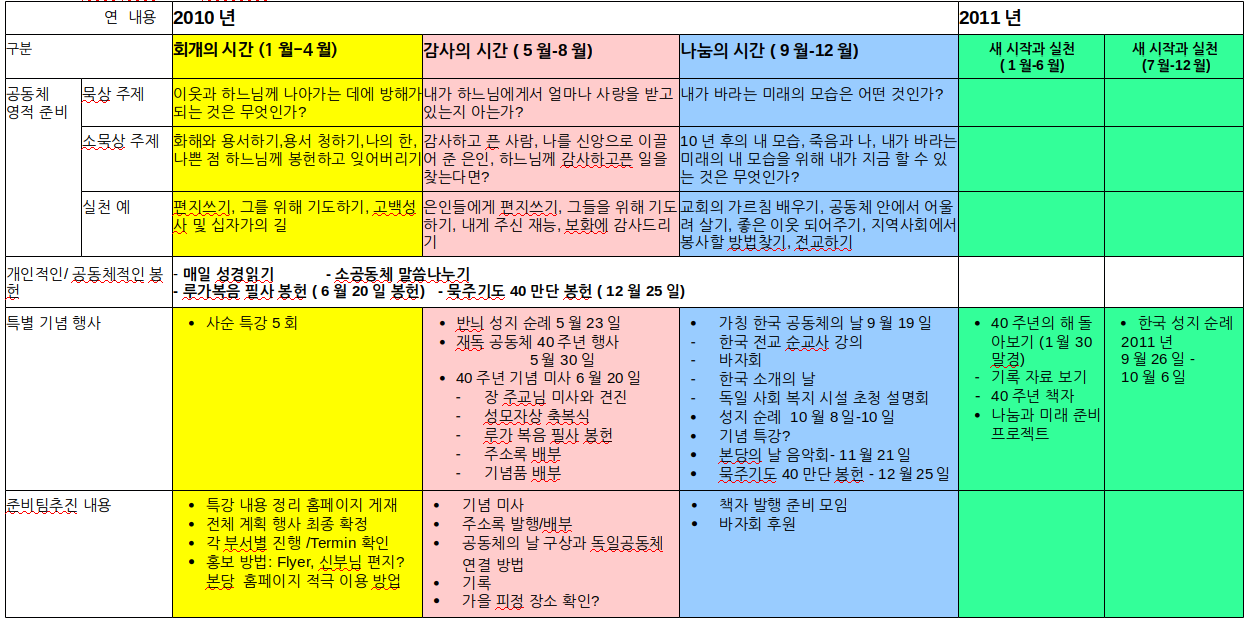 연 내용
2010 년
2011 년
구분
회개의 시간 (1 월-4 월)
감사의 시간 ( 5 월-8 월)
나눔의 시간 ( 9 월-12 월)
새 시작과 실천
( 1 월-6 월)
새 시작과 실천
(7 월-12 월)
공동체
영적 준비
묵상 주제
이웃과 하느님께 나아가는 데에 방해가
되는 것은 무엇인가?
내가 하느님에게서 얼마나 사랑을 받고
있는지 아는가?
내가 바라는 미래의 모습은 어떤 것인가?
소묵상 주제
화해와 용서하기,용서 청하기,나의 한,
나쁜 점 하느님께 봉헌하고 잊어버리기
감사하고 픈 사람, 나를 신앙으로 이끌
어 준 은인, 하느님께 감사하고픈 일을
찾는다면?
10 년 후의 내 모습, 죽음과 나, 내가 바라는
미래의 내 모습을 위해 내가 지금 할 수 있
는 것은 무엇인가?
실천 예
편지쓰기, 그를 위해 기도하기, 고백성
사 및 십자가의 길
은인들에게 편지쓰기, 그들을 위해 기도
하기, 내게 주신 재능, 보화에 감사드리
기
교회의 가르침 배우기, 공동체 안에서 어울
려 살기, 좋은 이웃 되어주기, 지역사회에서
봉사할 방법찾기, 전교하기
개인적인/ 공동체적인 봉
헌
- 매일 성경읽기 - 소공동체 말씀나누기
- 루가복음 필사 봉헌 ( 6 월 20 일 봉헌) - 묵주기도 40 만단 봉헌 ( 12 월 25 일)
특별 기념 행사
• 사순 특강 5 회
• 반뇌 성지 순례 5 월 23 일
• 재독 공동체 40 주년 행사
5 월 30 일
• 40 주년 기념 미사 6 월 20 일
- 장 주교님 미사와 견진
- 성모자상 축복식
- 루가 복음 필사 봉헌
- 주소록 배부
- 기념품 배부
• 가칭 한국 공동체의 날 9 월 19 일
- 한국 전교 순교사 강의
- 바자회
- 한국 소개의 날
- 독일 사회 복지 시설 초청 설명회
• 성지 순례 10 월 8 일-10 일
• 기념 특강?
• 본당의 날 음악회- 11 월 21 일
• 묵주기도 40 만단 봉헌 - 12 월 25 일
• 40 주년의 해 돌
아보기 (1 월 30
말경)
- 기록 자료 보기
- 40 주년 책자
• 나눔과 미래 준비
프로젝트
• 한국 성지 순례
2011 년
9 월 26 일 -
10 월 6 일
준비팀추진 내용
• 특강 내용 정리 홈페이지 게재
• 전체 계획 행사 최종 확정
• 각 부서별 진행 /Termin 확인
• 홍보 방법: Flyer, 신부님 편지?
본당 홈페이지 적극 이용 방업
• 기념 미사
• 주소록 발행/배부
• 공동체의 날 구상과 독일공동체
연결 방법
• 기록
• 가을 피정 장소 확인?
• 책자 발행 준비 모임
• 바자회 후원